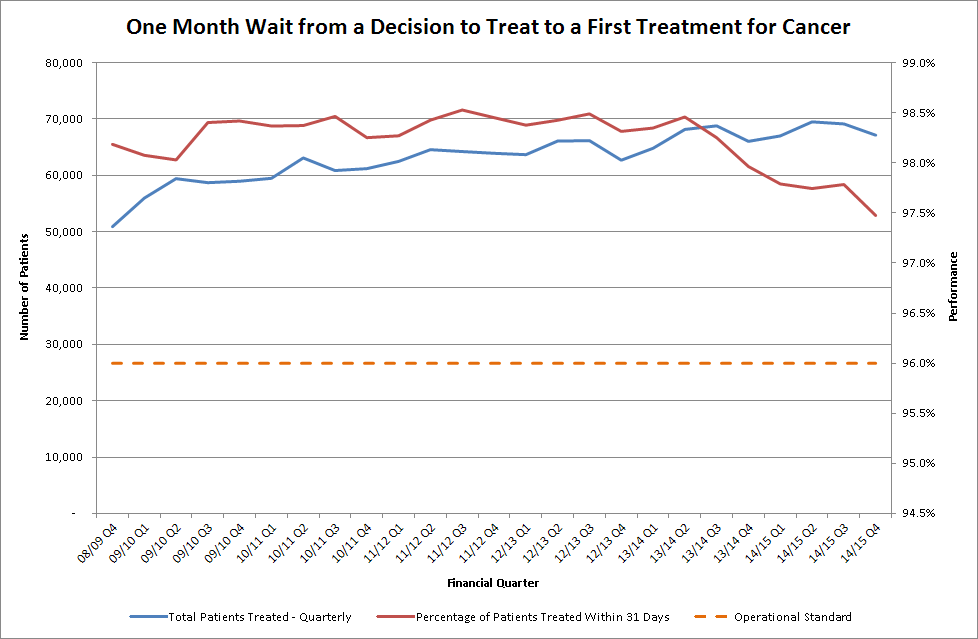 One Month Wait from a Decision to Treat to a First Treatment for Cancer
80,000
70,000
60,000
50,000
40,000
30,000
20,000
10,000
-
Number of Patients
99.0%
98.5%
98.0%
97.5%
97.0%
96.5%
96.0%
95.5%
95.0%
94.5%
Performance
08/09 Q4
09/10 Q1
09/10 Q2
09/10 Q3
09/10 Q4
10/11 Q1
10/11 Q2
10/11 Q3
10/11 Q4
11/12 Q1
11/12 Q2
11/12 Q3
11/12 Q4
12/13 Q1
12/13 Q2
12/13 Q3
12/13 Q4
13/14 Q1
13/14 Q2
13/14 Q3
13/14 Q4
14/15 Q1
14/15 Q2
14/15 Q3
14/15 Q4
Financial Quarter
Total Patients Treated - Quarterly
Percentage of Patients Treated Within 31 Days
Operational Standard